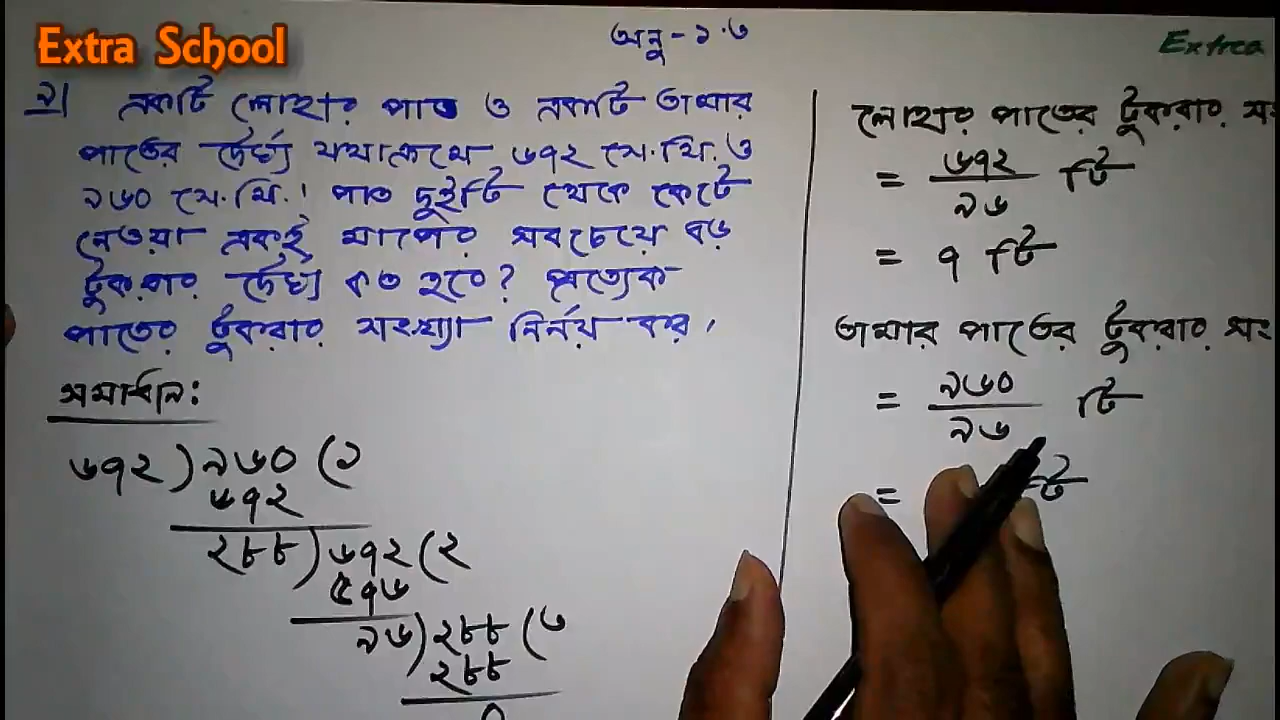 Extra School
অনু - ১.৩
Extra
৯। একটি লোহার পাত ও একটি তামার
পাতের দৈর্ঘ্য যথাক্রমে ৬৭২ সে.মি. ও
৯৬০ সে.মি.। পাত দুইটি থেকে কেটে
নেওয়া একই মাপের সবচেয়ে বড়
টুকরার দৈর্ঘ্য কত হবে? প্রত্যেক
পাতের টুকরার সংখ্যা নির্নয় কর।
সমাধান:
৬৭২ ) ৯৬০ ( ১
৬৭২
২৮৮ ) ৬৭২ ( ২
৫৭৬
৯৬ ) ২৮৮ ( ৩
২৮৮
০
লোহার পাতের টুকরার
= ৬৭২
৯৬ টি
= ৭ টি
তামার পাতের টুকরার
= ৯৬০
৯৬ টি
= টি